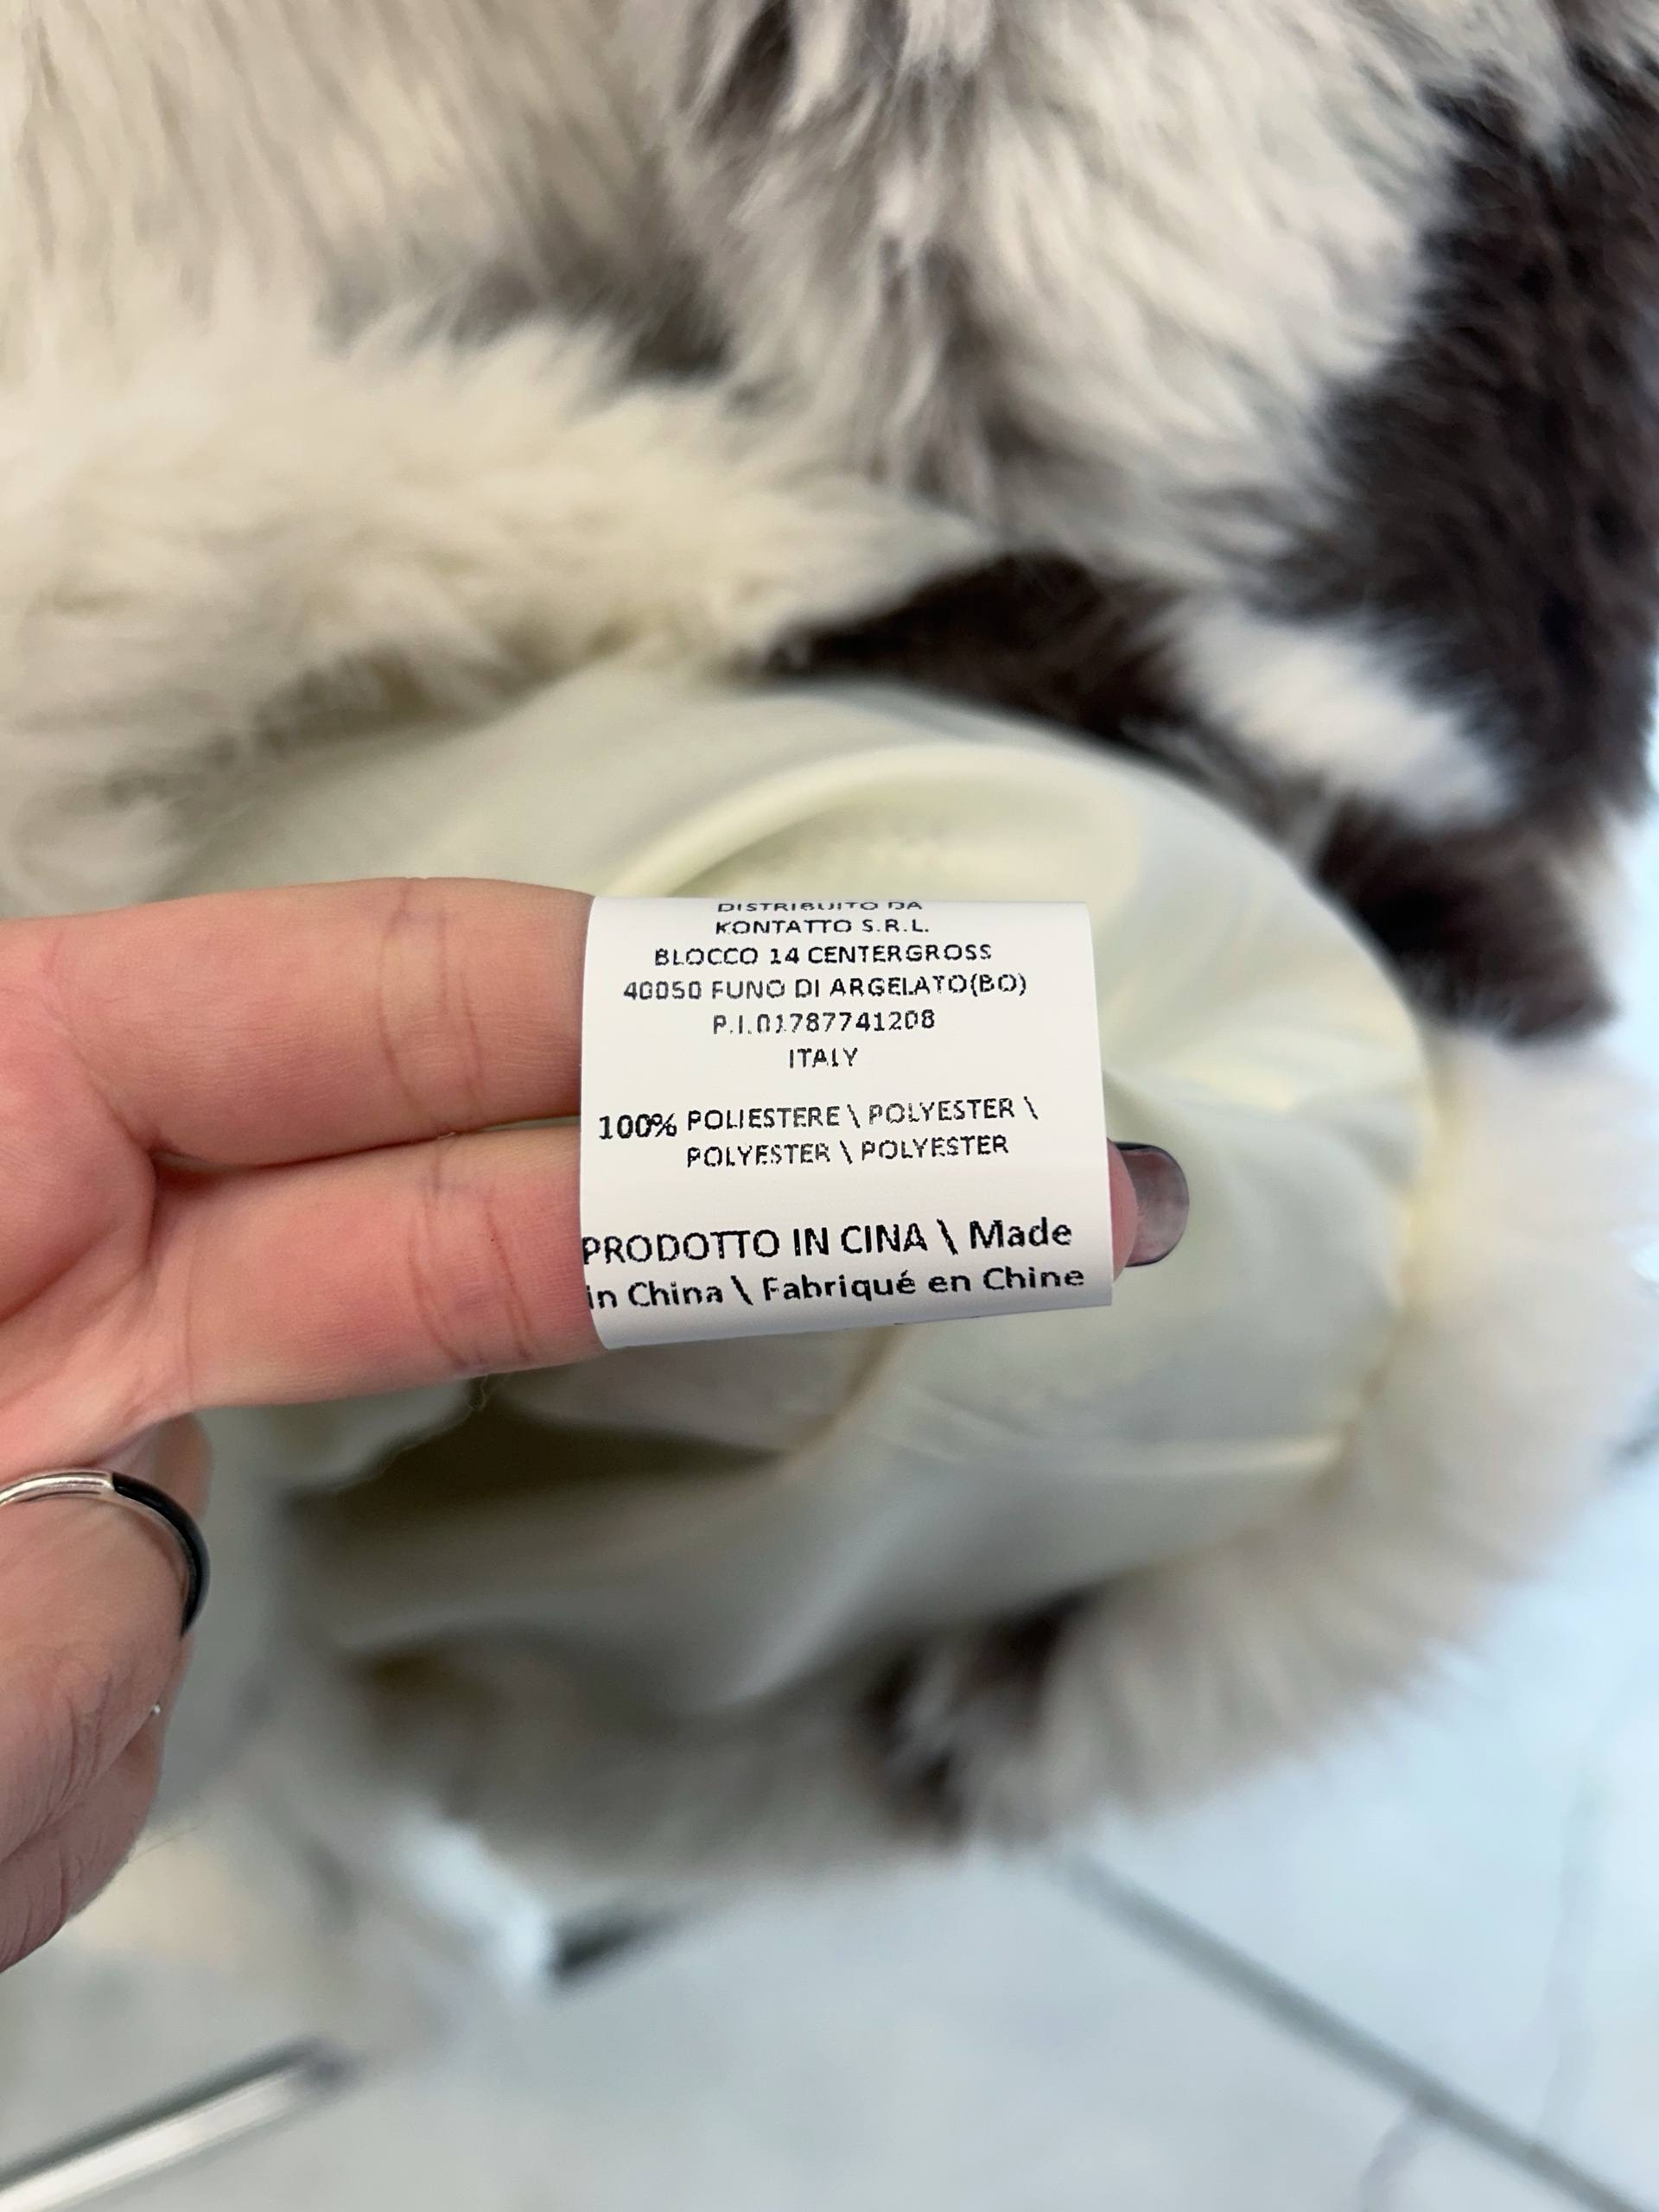 DISTRIBUITO DA
KONTATTO S.R.L.
BLOCCO 14 CENTERGROSS
40050 FUNO DI ARGELATO(BO)
P.I.01787741208
ITALY
100% POLIESTERE \ POLYESTER \
POLYESTER \ POLYESTER
PRODOTTO IN CINA \ Made
in China \ Fabriqué en Chine